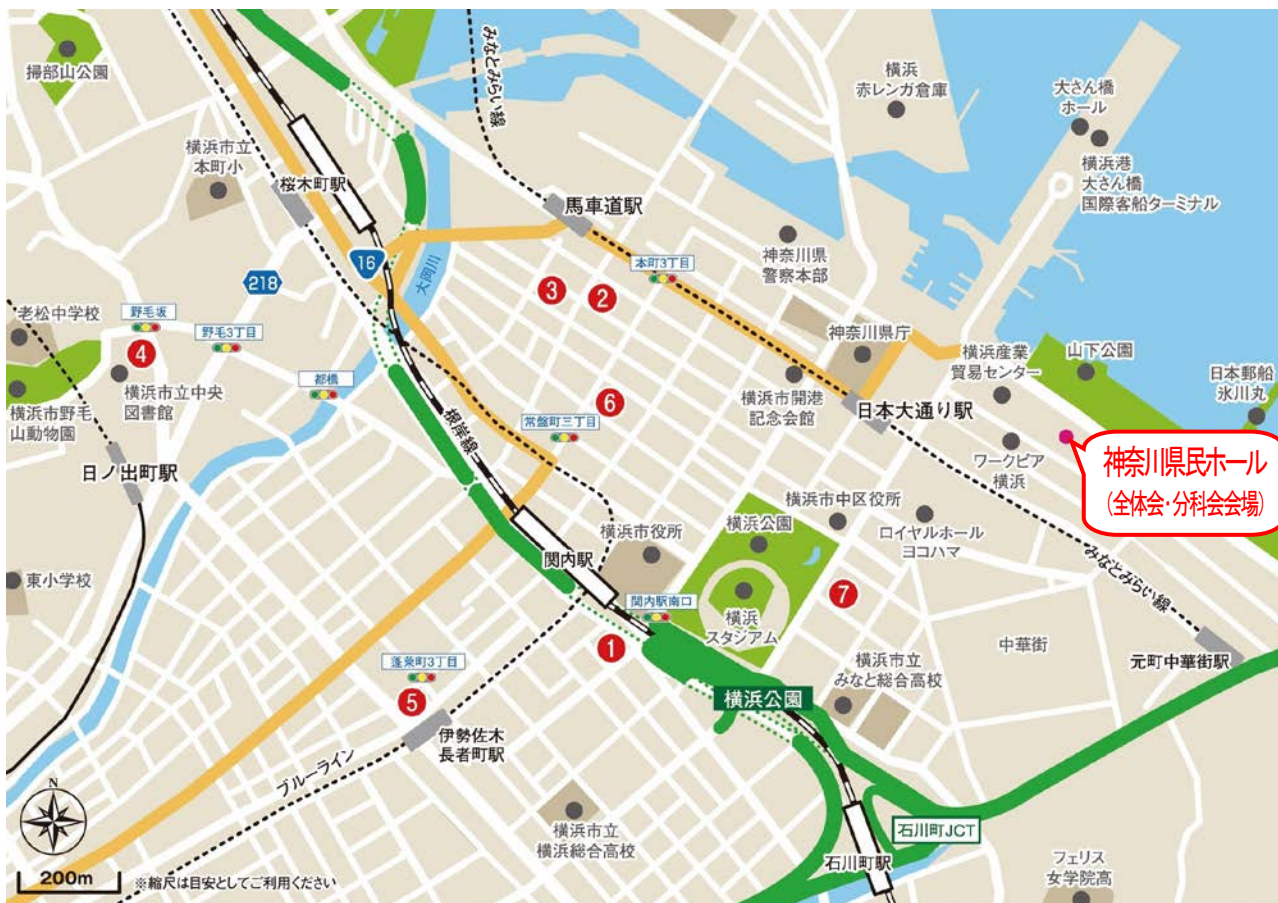 掃部山公園
みなとみらい線
横浜
赤レンガ倉庫
大さん橋
ホール
横浜港
大さん橋
国際客船ターミナル
横浜市立
本町小
桜木町駅
馬車道駅
神奈川県
警察本部
本町3丁目
16
218
大岡川
3
2
老松中学校
野毛坂
野毛3丁目
4
横浜市立中央
図書館
都橋
神奈川県庁
横浜産業
貿易センター
山下公園
日本郵船
氷川丸
横浜市開港
記念会館
日本大通り駅
横浜市野毛
山動物園
根岸線
6
常盤町三丁目
ワークピア
横浜
神奈川県民ホール
(全体会・分科会会場)
日ノ出町駅
横浜市中区役所
ロイヤルホール
ヨコハマ
横浜公園
横浜市役所
関内駅
東小学校
みなとみらい線
関内駅南口
横浜
スタジアム
7
1
中華街
元町中華街駅
蓬莱町3丁目
横浜市立
みなと総合高校
5
横浜公園
伊勢佐木
長者町駅
ブルーライン
N
横浜市立
横浜総合高校
石川町JCT
石川町駅
フェリス
女学院高
200m
※縮尺は目安としてご利用ください